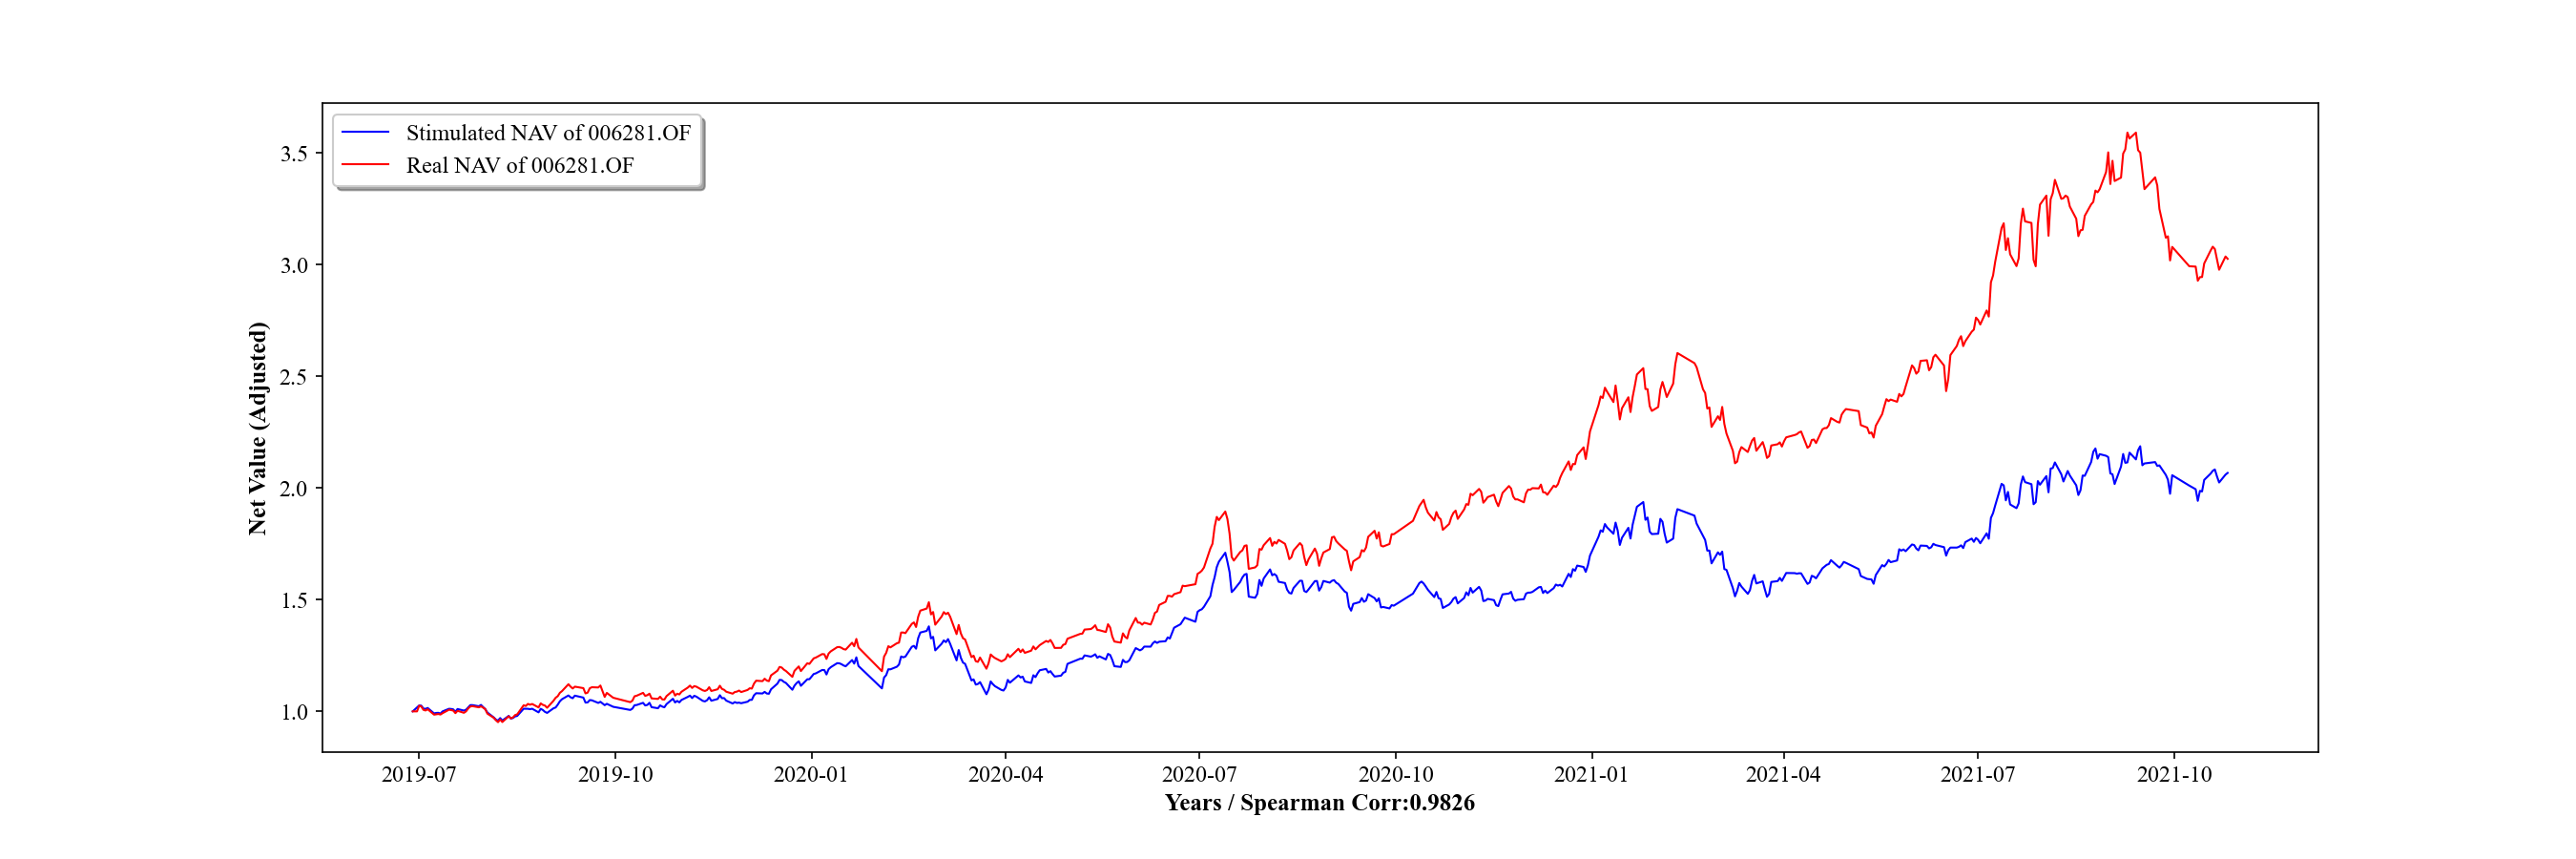 Stimulated NAV of 006281.OF
Real NAV of 006281.OF
3.5
3.0
2.5
2.0
1.5
1.0
Net Value (Adjusted)
2019-07 2019-10 2020-01 2020-04 2020-07 2020-10 2021-01 2021-04 2021-07 2021-10
Years / Spearman Corr:0.9826